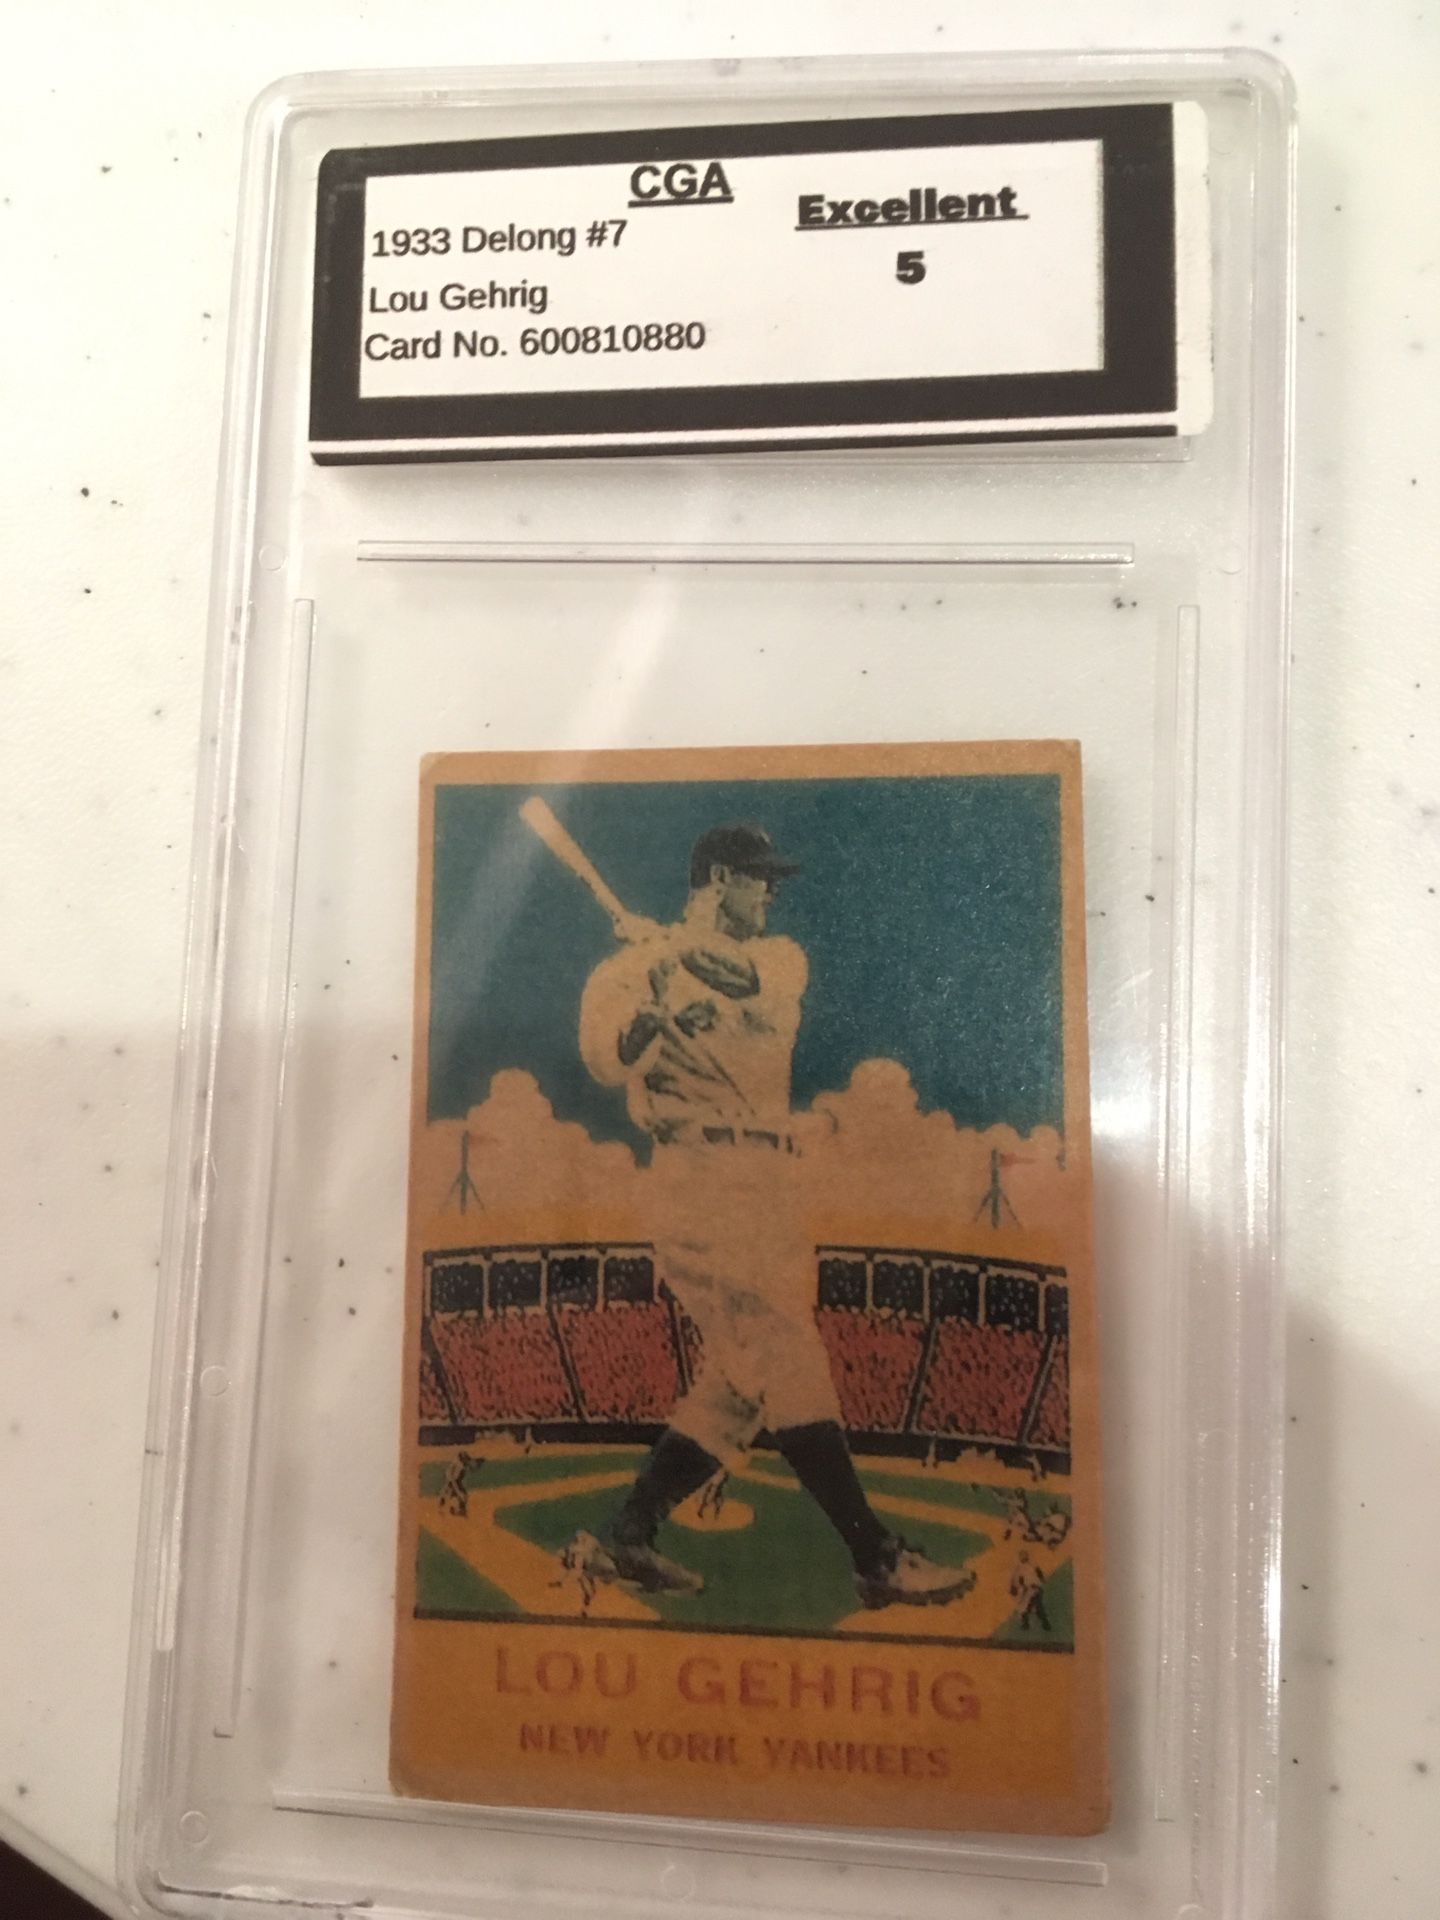 CGA
1933 Delong #7
Excellent
5
Lou Gehrig
Card No. 600810880
LOU GEHRIG
NEW YORK YANKEES